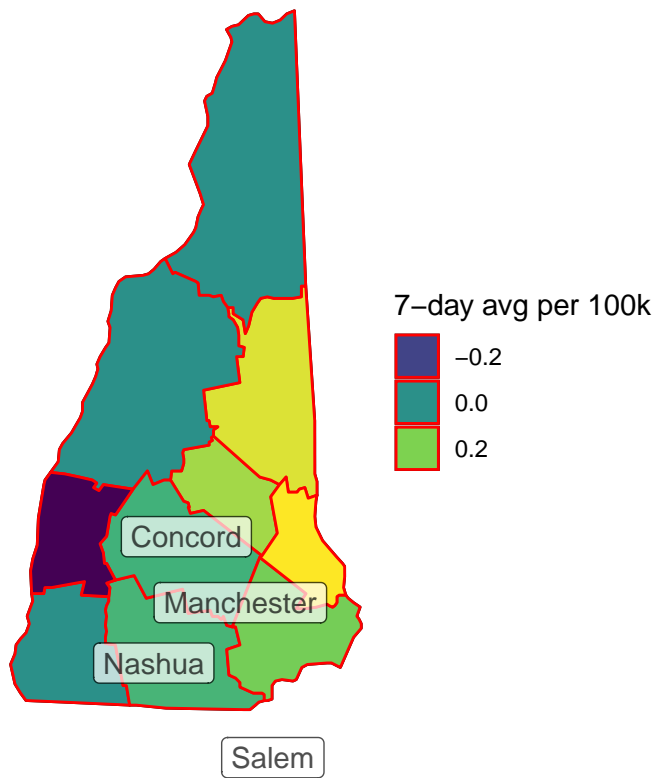 7−day avg per 100k
−0.2
0.0
0.2
Concord
Manchester
Nashua
Salem